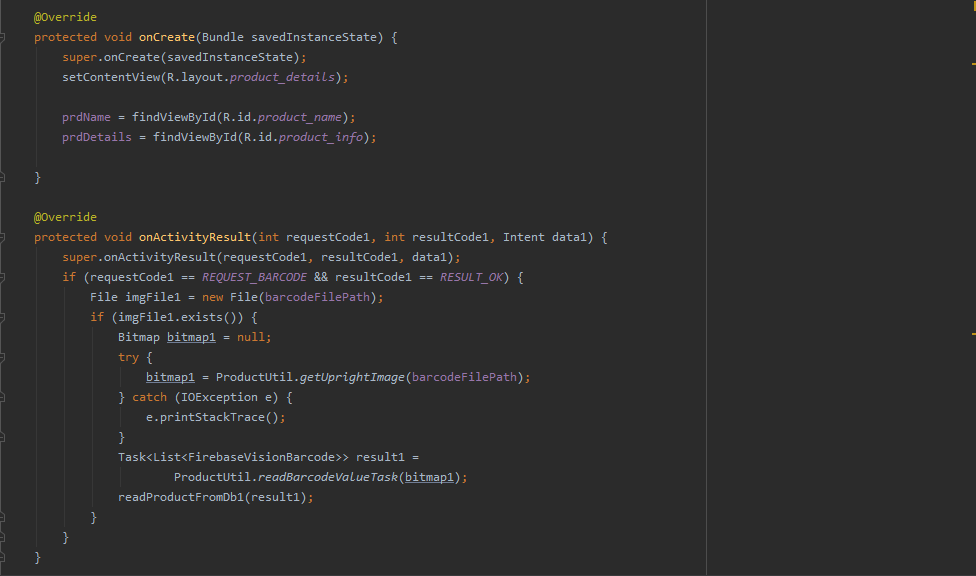 @Override
protected void onCreate(Bundle savedInstanceState) {
super.onCreate(savedInstanceState);
setContentView(R.layout.product_details);
prdName = findViewById(R.id.product_name);
prdDetails = findViewById(R.id.product_info);
}
@Override
protected void onActivityResult(int requestCode1, int resultCode1, Intent data1) {
super.onActivityResult(requestCode1, resultCode1, data1);
if (requestCode1 == REQUEST_BARCODE && resultCode1 == RESULT_OK) {
File imgFile1 = new File(barcodeFilePath);
if (imgFile1.exists()) {
Bitmap bitmap1 = null;
try {
bitmap1 = ProductUtil.getUprightImage(barcodeFilePath);
} catch (IOException e) {
e.printStackTrace();
}
Task<List<FirebaseVisionBarcode>> result1 =
ProductUtil.readBarcodeValueTask(bitmap1);
readProductFromDb1(result1);
}
}
}